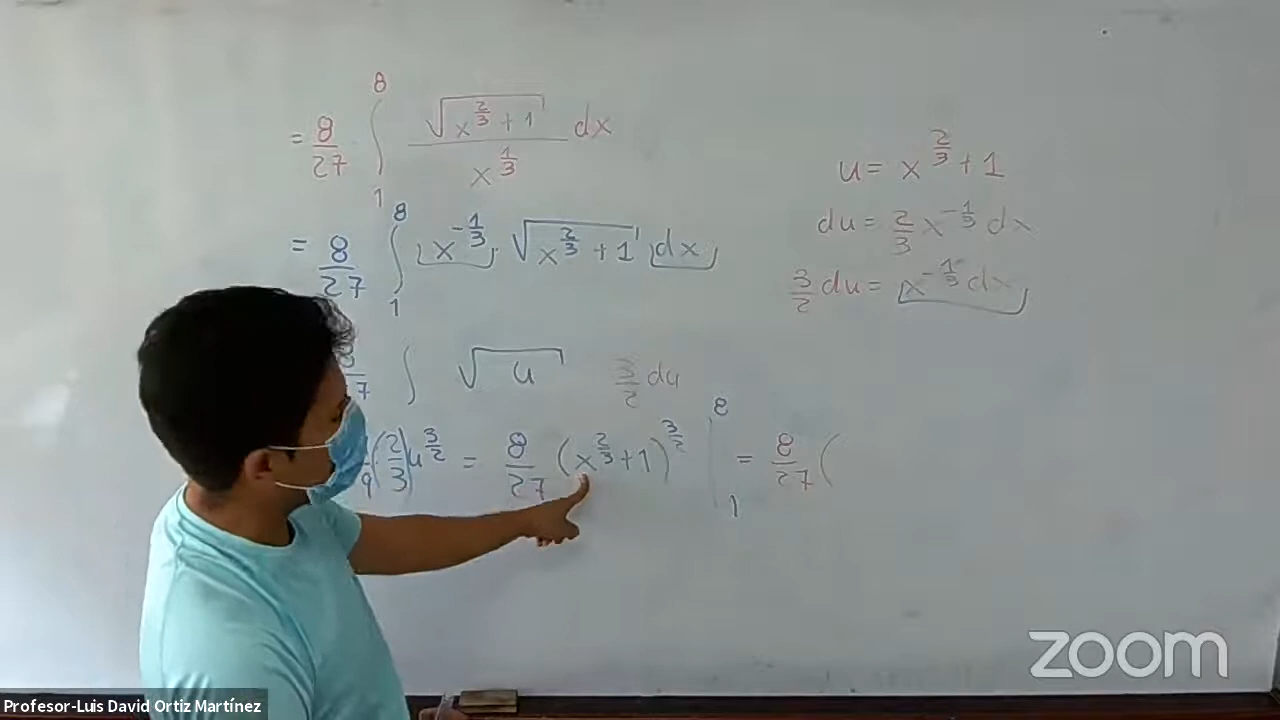 = 8/27 ∫₁⁸ √(x^(2/3) + 1) / x^(1/3) dx
= 8/27 ∫₁⁸ x^(-1/3) · √(x^(2/3) + 1) dx
∫ √u 3/2 du
(2/3) u^(3/2) = 8/27 (x^(2/3) + 1)^(3/2) |₁⁸ = 8/27 (
u = x^(2/3) + 1
du = 2/3 x^(-1/3) dx
3/2 du = x^(-1/3) dx
zoom
Profesor-Luis David Ortiz Martínez